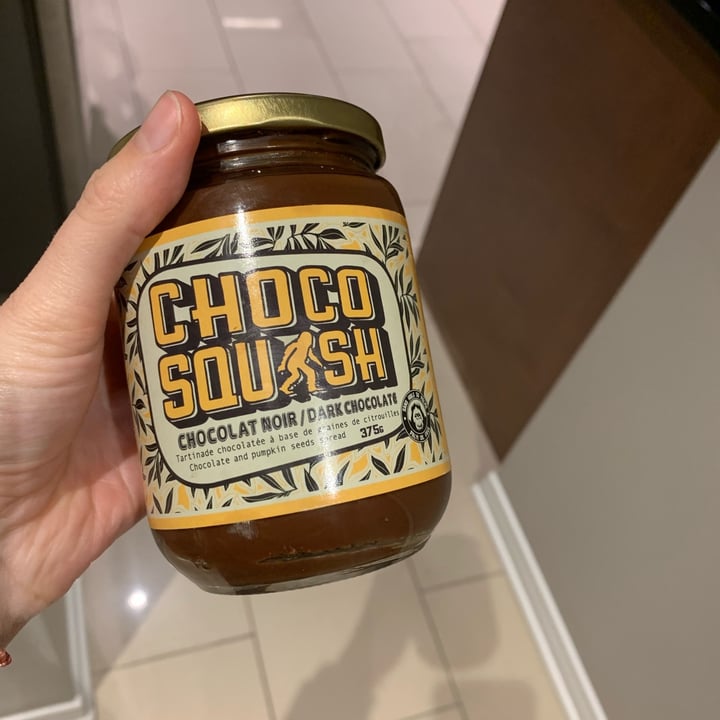 CHOCO
SQUASH
CHOCOLAT NOIR / DARK CHOCOLATE
Tartinade chocolatée à base de graines de citrouilles
Chocolate and pumpkin seeds spread 375G